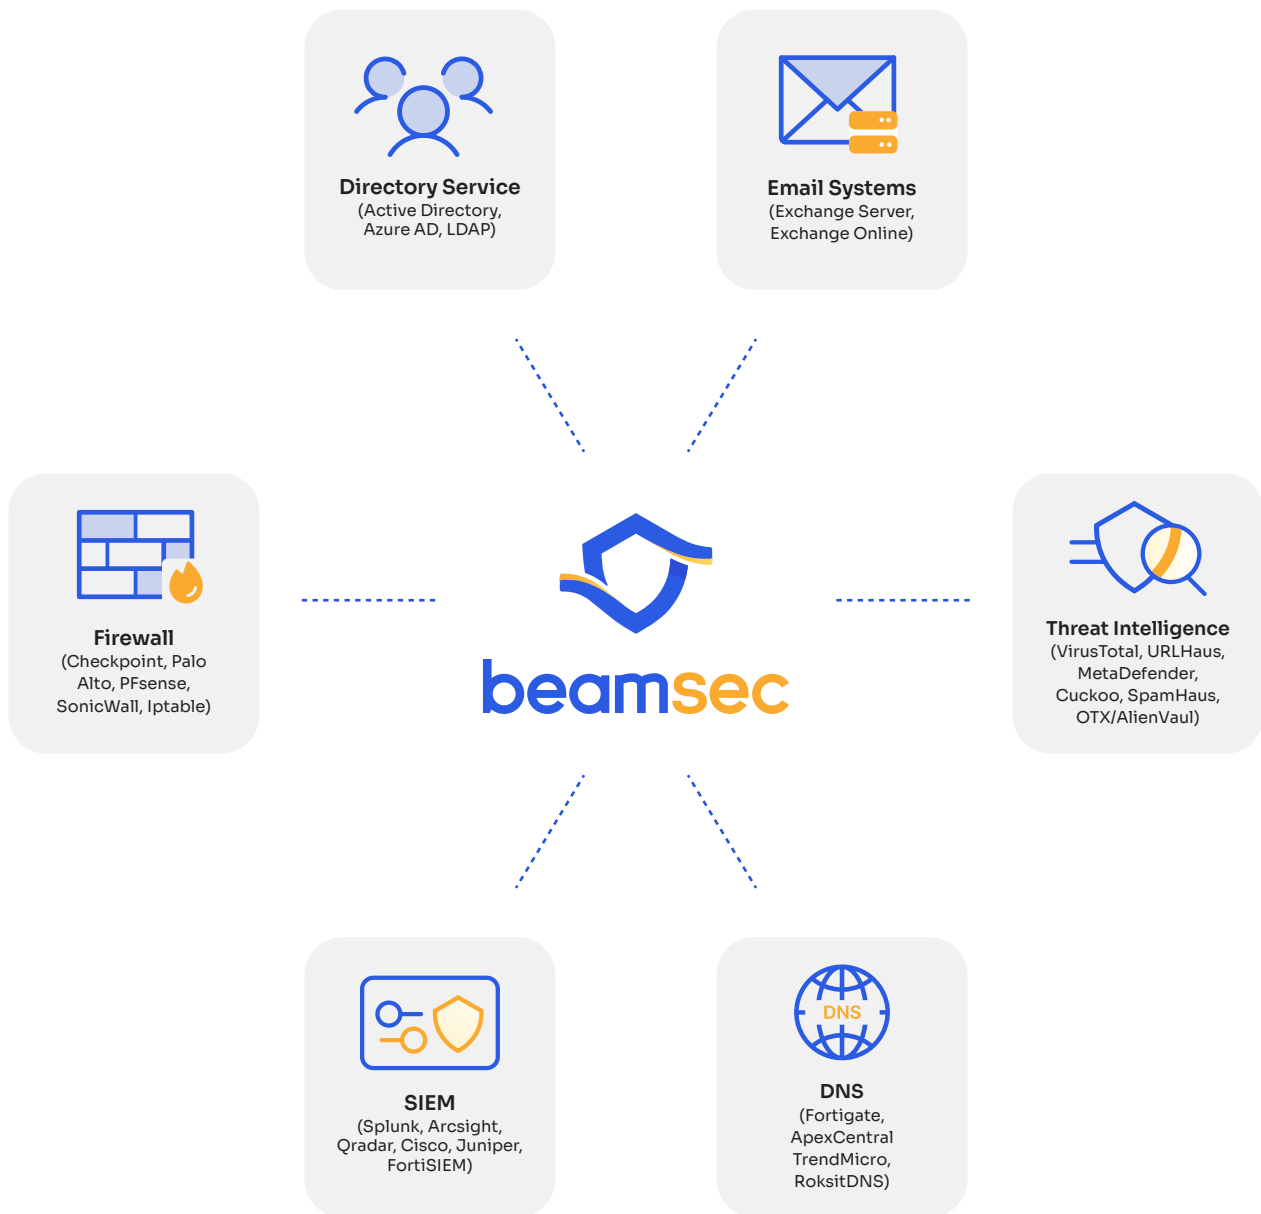 Directory Service
(Active Directory,
Azure AD, LDAP)
Email Systems
(Exchange Server,
Exchange Online)
Firewall
(Checkpoint, Palo
Alto, PFsense,
SonicWall, Iptable)
beamsec
Threat Intelligence
(VirusTotal, URLHaus,
MetaDefender,
Cuckoo, SpamHaus,
OTX/AlienVaul)
SIEM
(Splunk, Arcsight,
Qradar, Cisco, Juniper,
FortiSIEM)
DNS
DNS
(Fortigate,
ApexCentral
TrendMicro,
RoksitDNS)